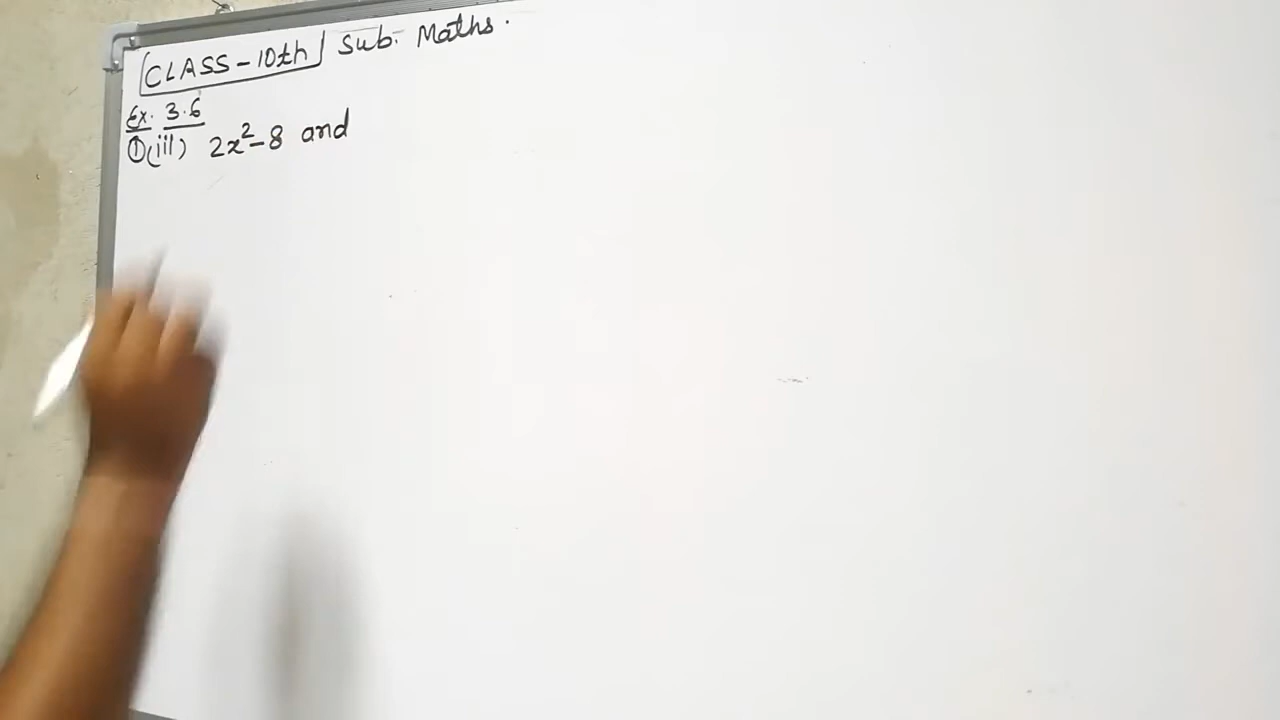 CLASS-10th Sub. Maths.
Ex. 3.6
①(iii) 2x²-8 and